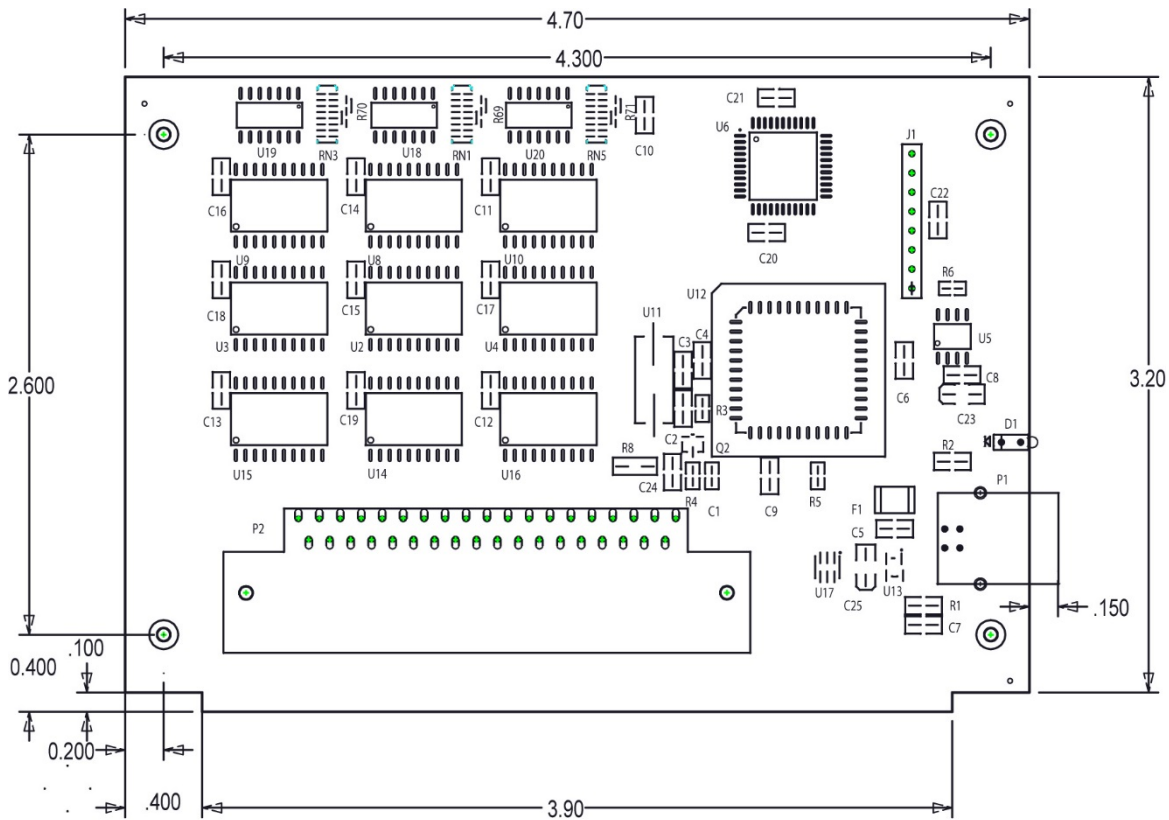 4.70
4.300
C21
U6
J1
R70
R69
R71
U19
RN3
U18
RN1
U20
RN5
C10
C16
C14
C11
C22
C20
U9
U8
U10
R6
C18
C15
C17
U12
U11
U3
U2
U4
C3
C4
U5
3.20
2.600
C6
C8
R3
C23
C13
C19
C12
D1
C2
Q2
R8
R2
U15
U14
U16
C24
R4
C1
C9
R5
P1
F1
P2
C5
U17
C25
U13
R1
.150
C7
.100
0.400
0.200
.400
3.90